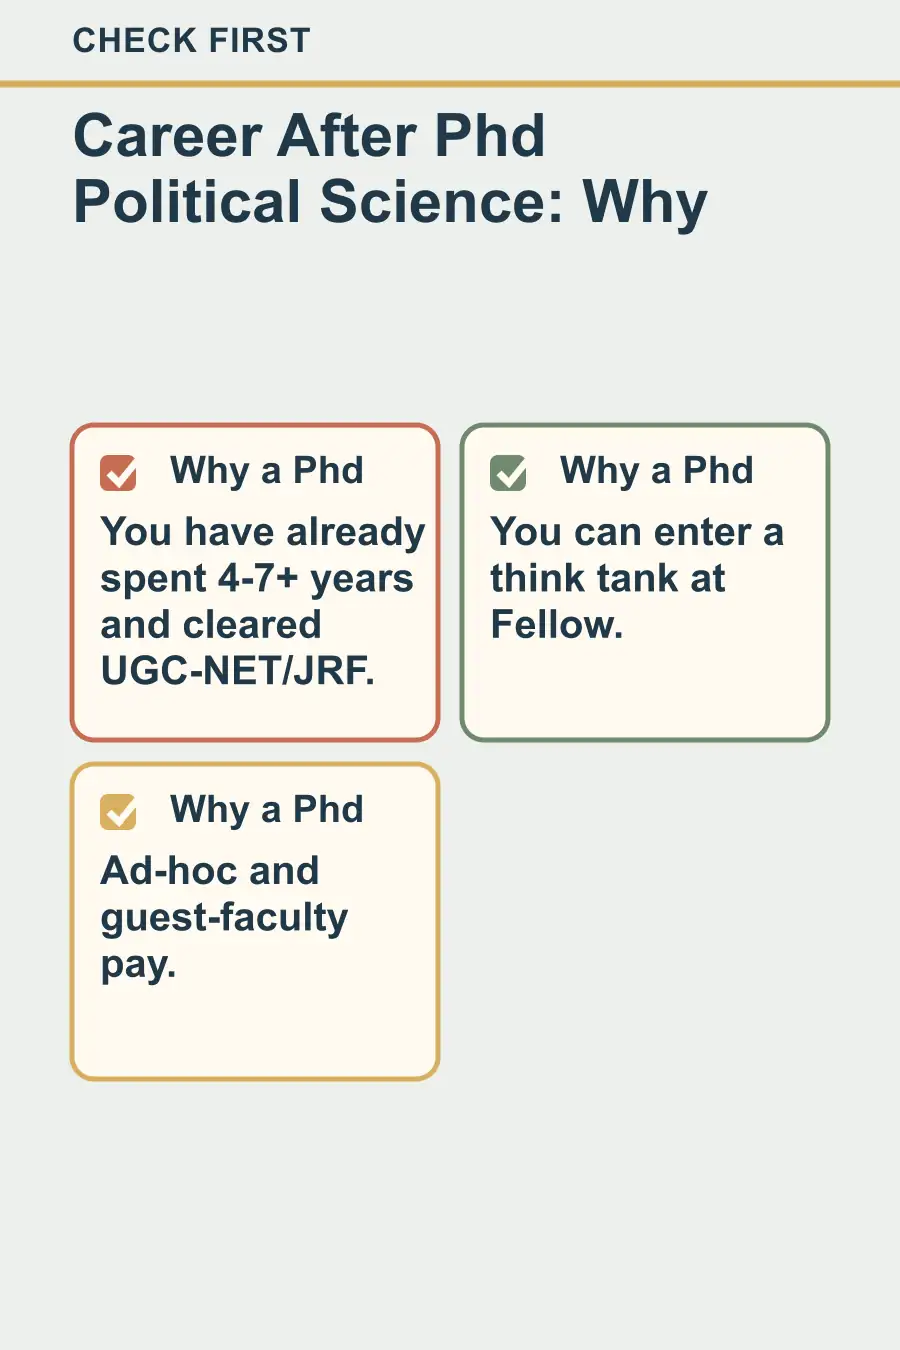 CHECK FIRST
Career After Phd
Political Science: Why
Why a Phd
You have already
spent 4-7+ years
and cleared
UGC-NET/JRF.
Why a Phd
You can enter a
think tank at
Fellow.
Why a Phd
Ad-hoc and
guest-faculty
pay.